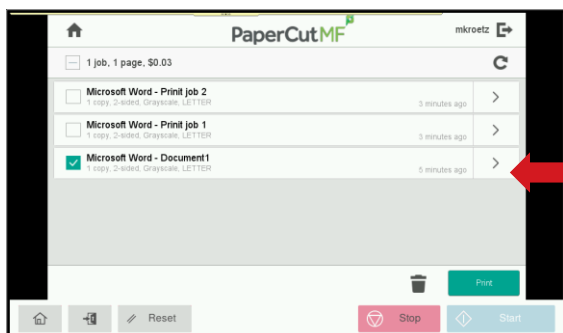 PaperCutMF
mkroetz
1 job, 1 page, $0.03
Microsoft Word - Prinit job 2
1 copy, 2-sided, Grayscale, LETTER
3 minutes ago
Microsoft Word - Prinit job 1
1 copy, 2-sided, Grayscale, LETTER
3 minutes ago
Microsoft Word - Document1
1 copy, 2-sided, Grayscale, LETTER
5 minutes ago
Print
Reset
Stop
Start